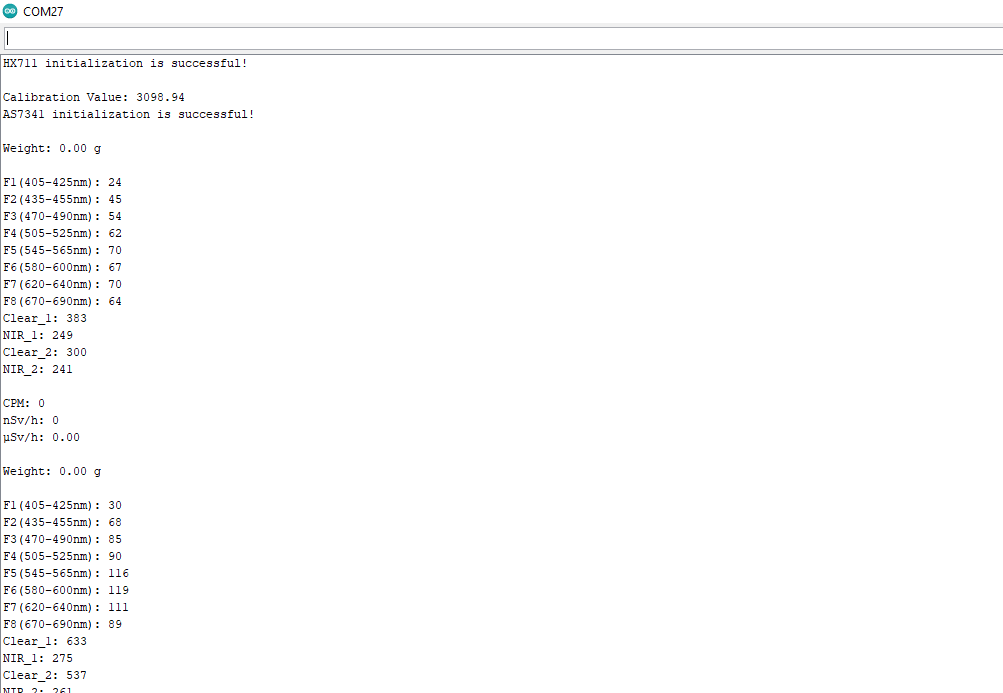 COM27
HX711 initialization is successful!
Calibration Value: 3098.94
AS7341 initialization is successful!
Weight: 0.00 g
F1(405-425nm): 24
F2(435-455nm): 45
F3(470-490nm): 54
F4(505-525nm): 62
F5(545-565nm): 70
F6(580-600nm): 67
F7(620-640nm): 70
F8(670-690nm): 64
Clear_1: 383
NIR_1: 249
Clear_2: 300
NIR_2: 241
CPM: 0
nSv/h: 0
μSv/h: 0.00
Weight: 0.00 g
F1(405-425nm): 30
F2(435-455nm): 68
F3(470-490nm): 85
F4(505-525nm): 90
F5(545-565nm): 116
F6(580-600nm): 119
F7(620-640nm): 111
F8(670-690nm): 89
Clear_1: 633
NIR_1: 275
Clear_2: 537
NIR_2: 261